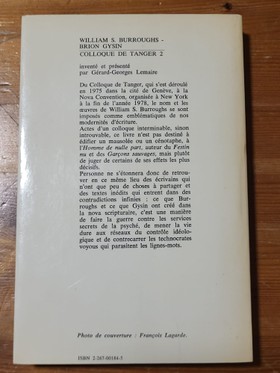 WILLIAM S. BURROUGHS -
BRION GYSIN
COLLOQUE DE TANGER 2
inventé et présenté
par Gérard-Georges Lemaire
Du Colloque de Tanger, qui s'est déroulé
en 1975 dans la cité de Genève, à la
Nova Convention, organisée à New York
à la fin de l'année 1978, le nom et les
œuvres de William S. Burroughs se sont
imposés comme emblématiques de nos
modernités d'écriture.
Actes d'un colloque interminable, sinon
introuvable, ce livre n'est pas destiné à
édifier un mausolée ou un cénotaphe, à
l'Homme de nulle part, auteur du Festin
nu et des Garçons sauvages, mais plutôt
de juger de certains de ses effets les plus
décisifs.
Personne ne s'étonnera donc de retrou-
ver en ce même lieu des écrivains qui
n'ont que peu de choses à partager et
des textes inédits qui entrent dans des
contradictions infinies : ce que Bur-
roughs et ce que Gysin ont créé dans
la nova scripturaire, c'est une manière
de faire la guerre contre les services
secrets de la psyché, de mener la vie
dure aux réseaux du contrôle idéolo-
gique et de contrecarrer les technocrates
voyous qui parasitent les lignes-mots.
Photo de couverture : François Lagarde.
ISBN 2-267-00184-5